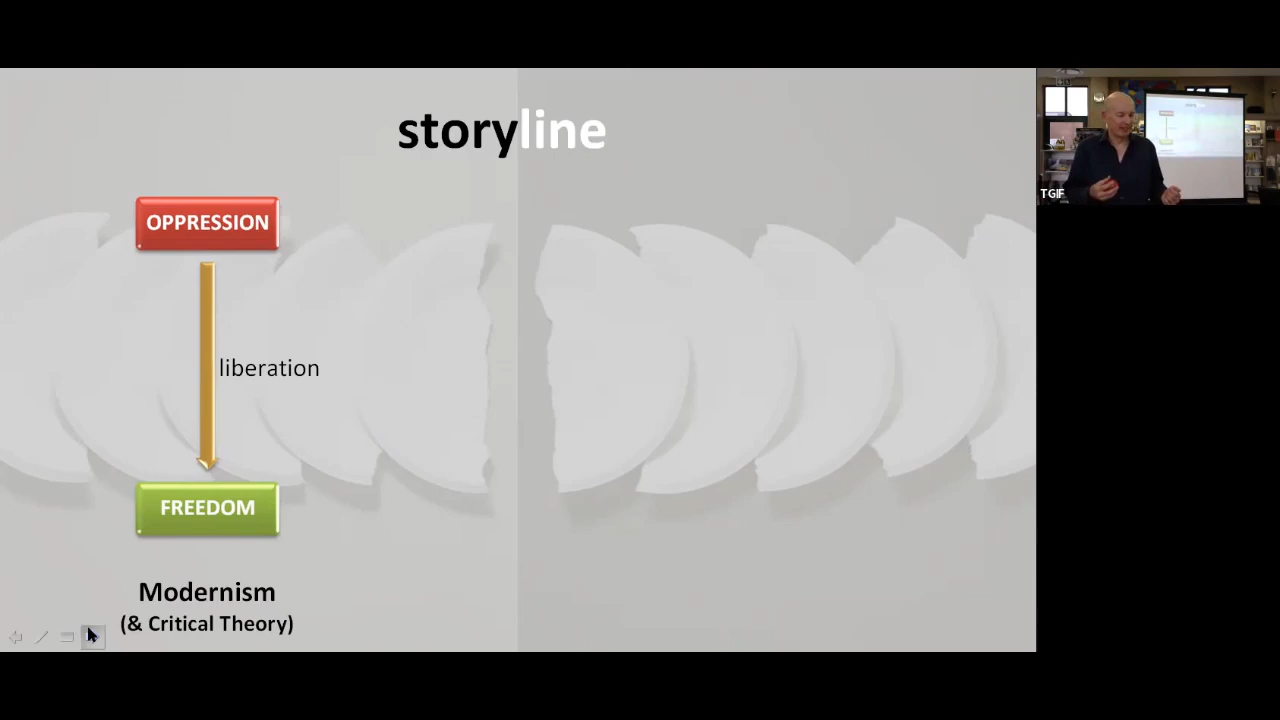 storyline
OPPRESSION
liberation
FREEDOM
Modernism
(& Critical Theory)
TGIF